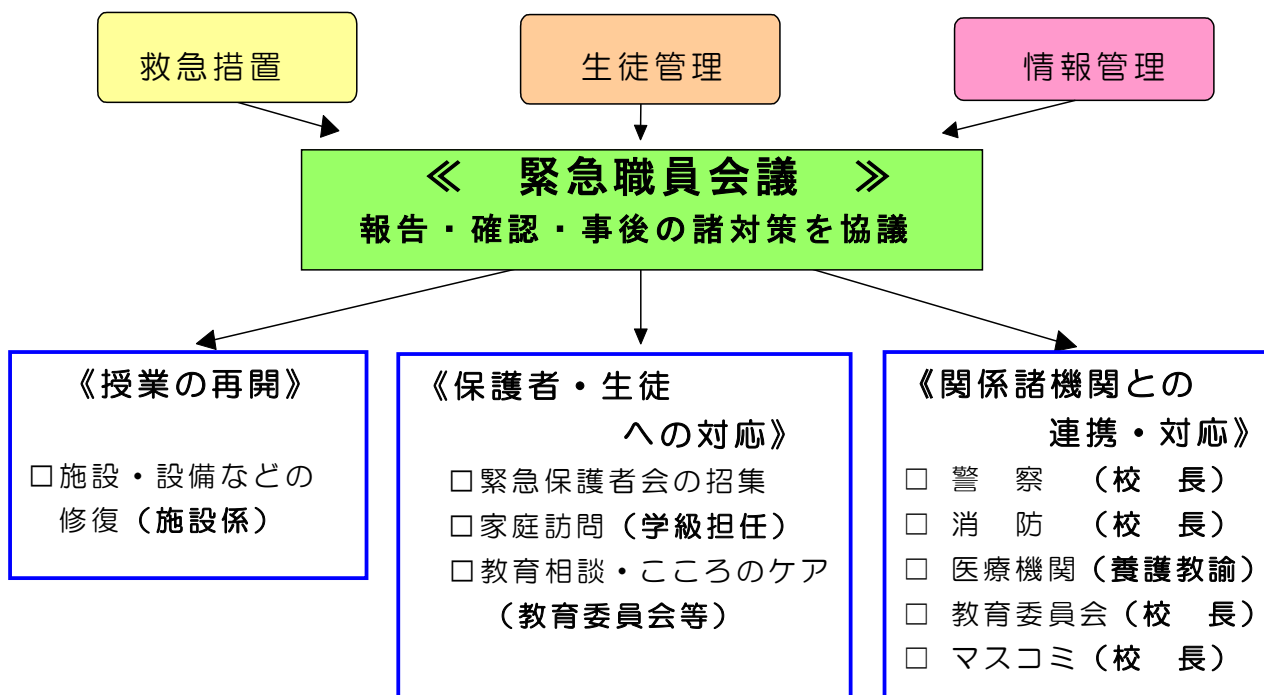 救急措置
生徒管理
情報管理
≪　緊急職員会議　≫
報告・確認・事後の諸対策を協議
《授業の再開》
□施設・設備などの
修復（施設係）
《保護者・生徒
への対応》
□緊急保護者会の招集
□家庭訪問（学級担任）
□教育相談・こころのケア
（教育委員会等）
《関係諸機関との
連携・対応》
□ 警　察　（校　長）
□ 消　防　（校　長）
□ 医療機関（養護教諭）
□ 教育委員会（校　長）
□ マスコミ（校　長）